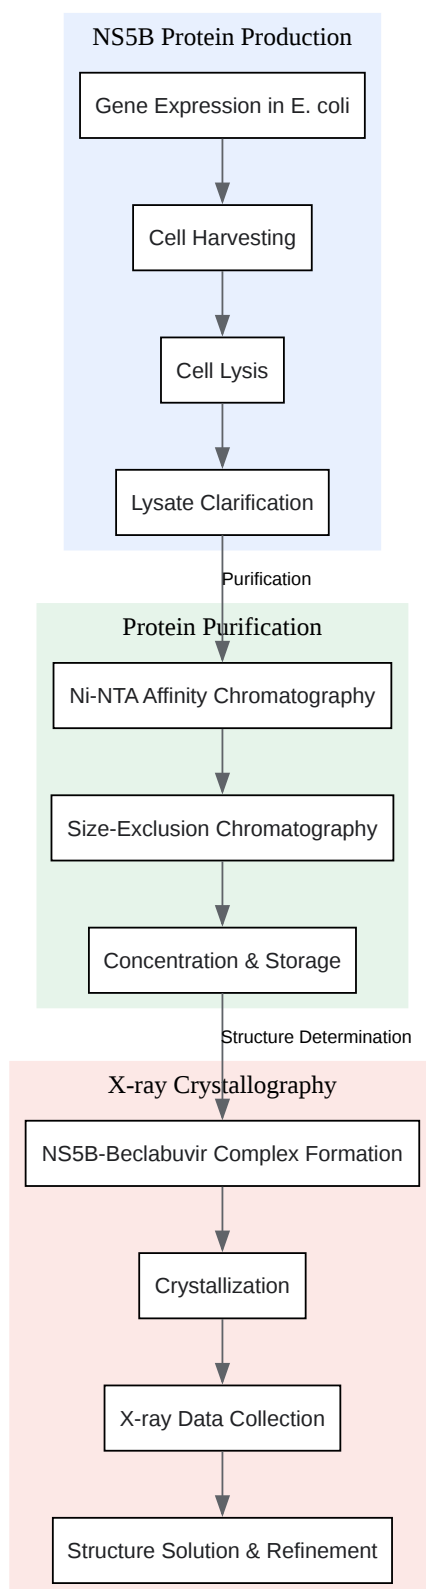 NS5B Protein Production
Gene Expression in E. coli
Cell Harvesting
Cell Lysis
Lysate Clarification
Purification
Protein Purification
Ni-NTA Affinity Chromatography
Size-Exclusion Chromatography
Concentration & Storage
Structure Determination
X-ray Crystallography
NS5B-Beclabuvir Complex Formation
Crystallization
X-ray Data Collection
Structure Solution & Refinement